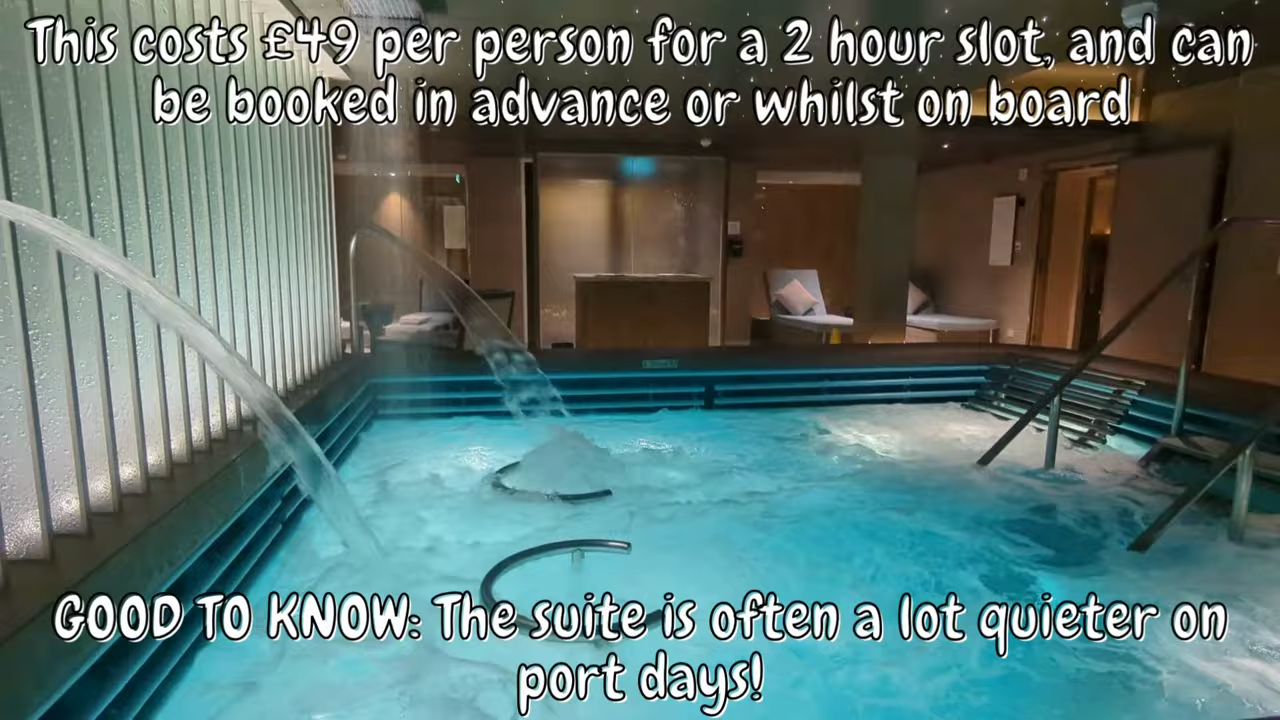 This costs £49 per person for a 2 hour slot, and can
be booked in advance or whilst on board
GOOD TO KNOW: The suite is often a lot quieter on
port days!